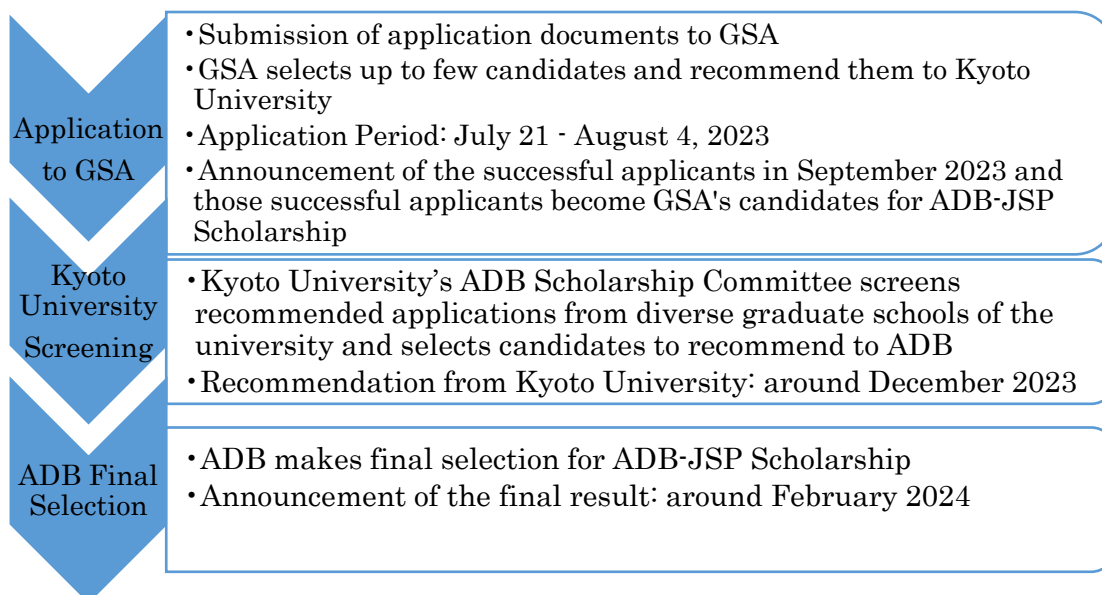 Application
to GSA
・Submission of application documents to GSA
・GSA selects up to few candidates and recommend them to Kyoto
University
・Application Period: July 21 - August 4, 2023
・Announcement of the successful applicants in September 2023 and
those successful applicants become GSA's candidates for ADB-JSP
Scholarship
Kyoto
University
Screening
・Kyoto University’s ADB Scholarship Committee screens
recommended applications from diverse graduate schools of the
university and selects candidates to recommend to ADB
・Recommendation from Kyoto University: around December 2023
ADB Final
Selection
・ADB makes final selection for ADB-JSP Scholarship
・Announcement of the final result: around February 2024